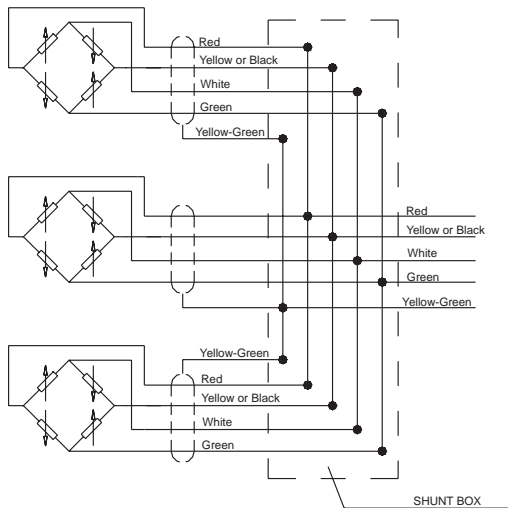 Red
Yellow or Black
White
Green
Yellow-Green
Red
Yellow or Black
White
Green
Yellow-Green
Yellow-Green
Red
Yellow or Black
White
Green
SHUNT BOX